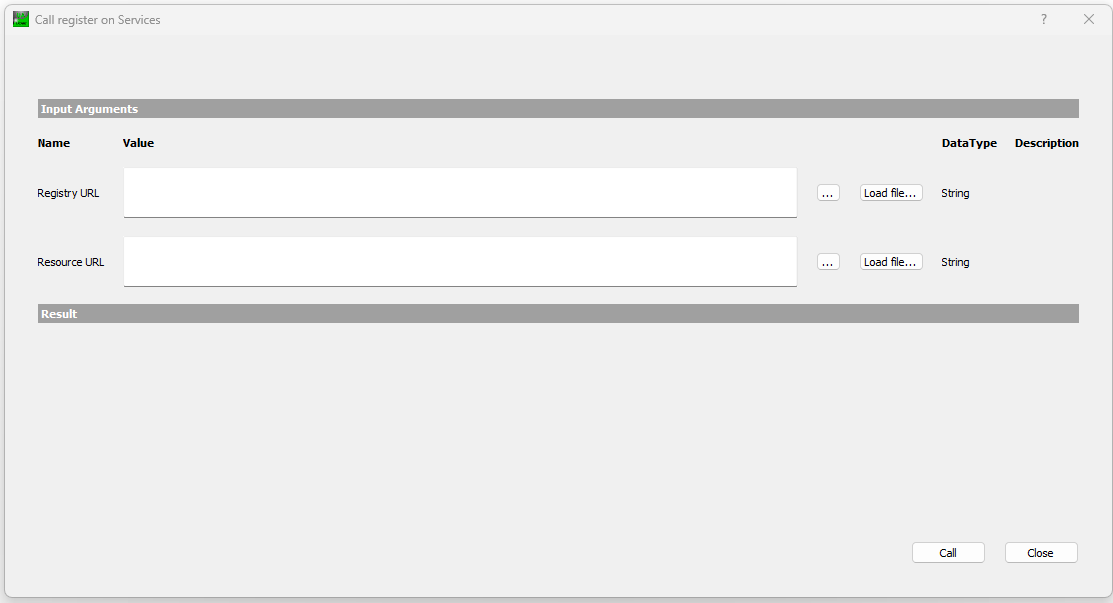 Call register on Services ?
Input Arguments
Name Value DataType Description
Registry URL ... Load file... String
Resource URL ... Load file... String
Result
Call Close